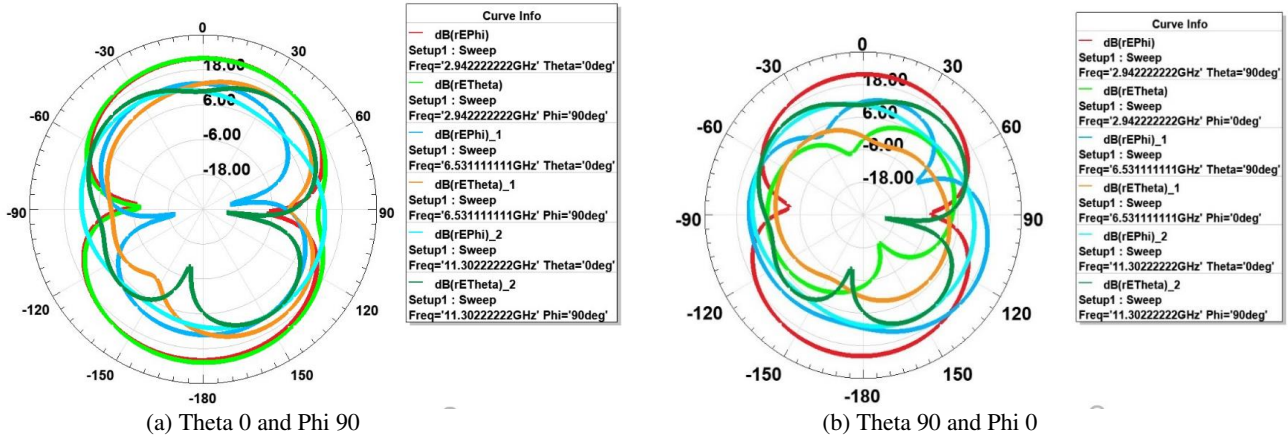 0
-30
30
-60
60
-90
90
-120
120
-150
150
-180
18.00
6.00
-6.00
-18.00
Curve Info
dB(rEPhi)
Setup1 : Sweep
Freq='2.942222222GHz' Theta='0deg'
dB(rETheta)
Setup1 : Sweep
Freq='2.942222222GHz' Phi='90deg'
dB(rEPhi)_1
Setup1 : Sweep
Freq='6.531111111GHz' Theta='0deg'
dB(rETheta)_1
Setup1 : Sweep
Freq='6.531111111GHz' Phi='90deg'
dB(rEPhi)_2
Setup1 : Sweep
Freq='11.30222222GHz' Theta='0deg'
dB(rETheta)_2
Setup1 : Sweep
Freq='11.30222222GHz' Phi='90deg'
(a) Theta 0 and Phi 90
0
-30
30
-60
60
-90
90
-120
120
-150
150
-180
18.00
6.00
-6.00
-18.00
Curve Info
dB(rEPhi)
Setup1 : Sweep
Freq='2.942222222GHz' Theta='90deg'
dB(rETheta)
Setup1 : Sweep
Freq='2.942222222GHz' Phi='0deg'
dB(rEPhi)_1
Setup1 : Sweep
Freq='6.531111111GHz' Theta='90deg'
dB(rETheta)_1
Setup1 : Sweep
Freq='6.531111111GHz' Phi='0deg'
dB(rEPhi)_2
Setup1 : Sweep
Freq='11.30222222GHz' Theta='0deg'
dB(rETheta)_2
Setup1 : Sweep
Freq='11.30222222GHz' Phi='90deg'
(b) Theta 90 and Phi 0